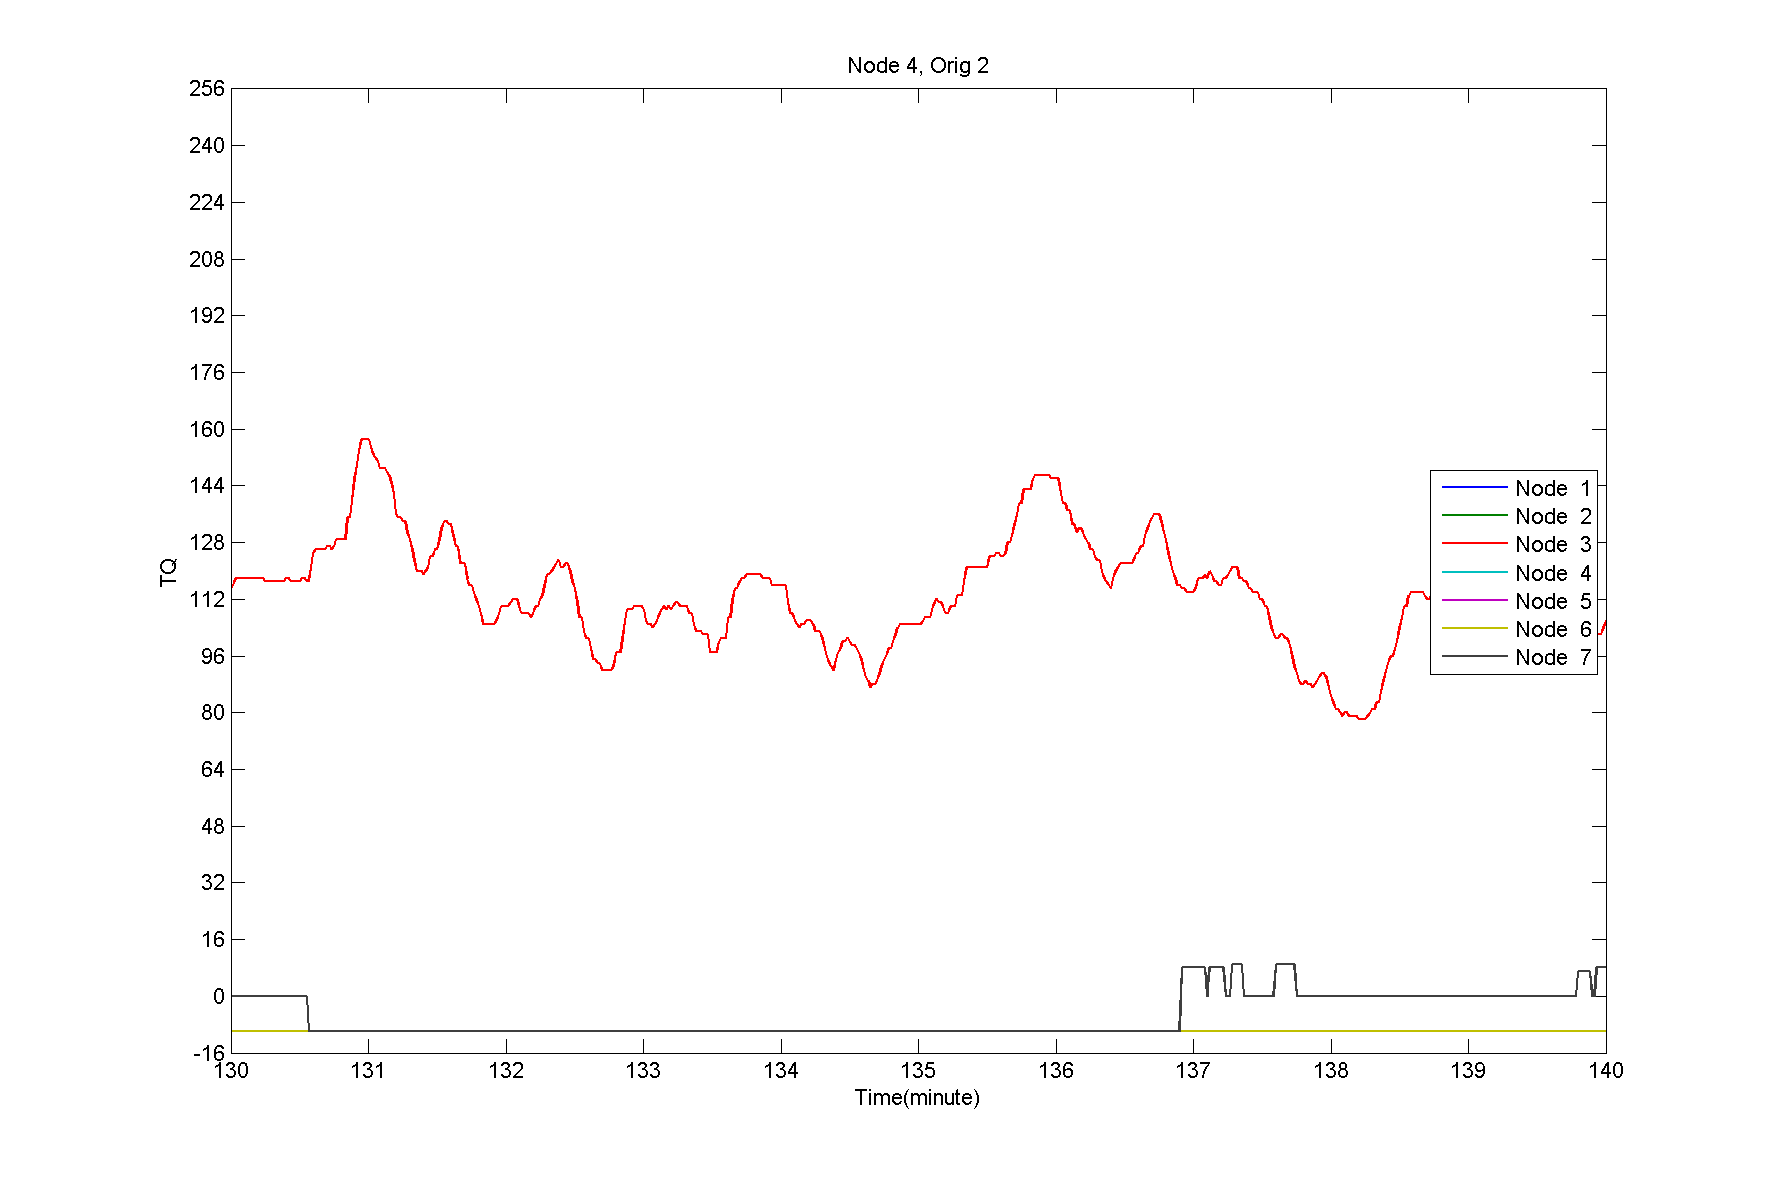 Node 4, Orig 2
256
240
224
208
192
176
160
144
128
112
96
80
64
48
32
16
0
-16
TQ
Node 1
Node 2
Node 3
Node 4
Node 5
Node 6
Node 7
130 131 132 133 134 135 136 137 138 139 140
Time(minute)